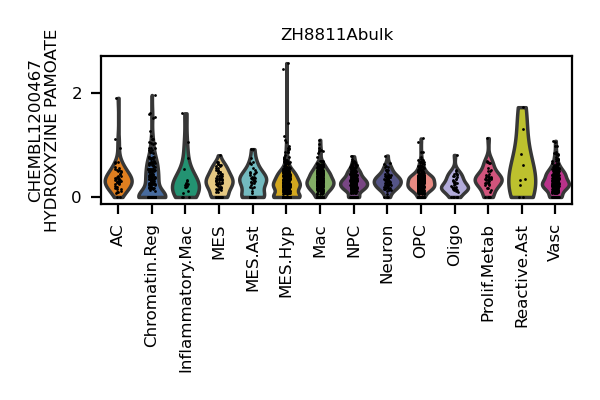 ZH8811Abulk
CHEMBL1200467
HYDROXYZINE PAMOATE
2
0
AC
Chromatin.Reg
Inflammatory.Mac
MES
MES.Ast
MES.Hyp
Mac
NPC
Neuron
OPC
Oligo
Prolif.Metab
Reactive.Ast
Vasc